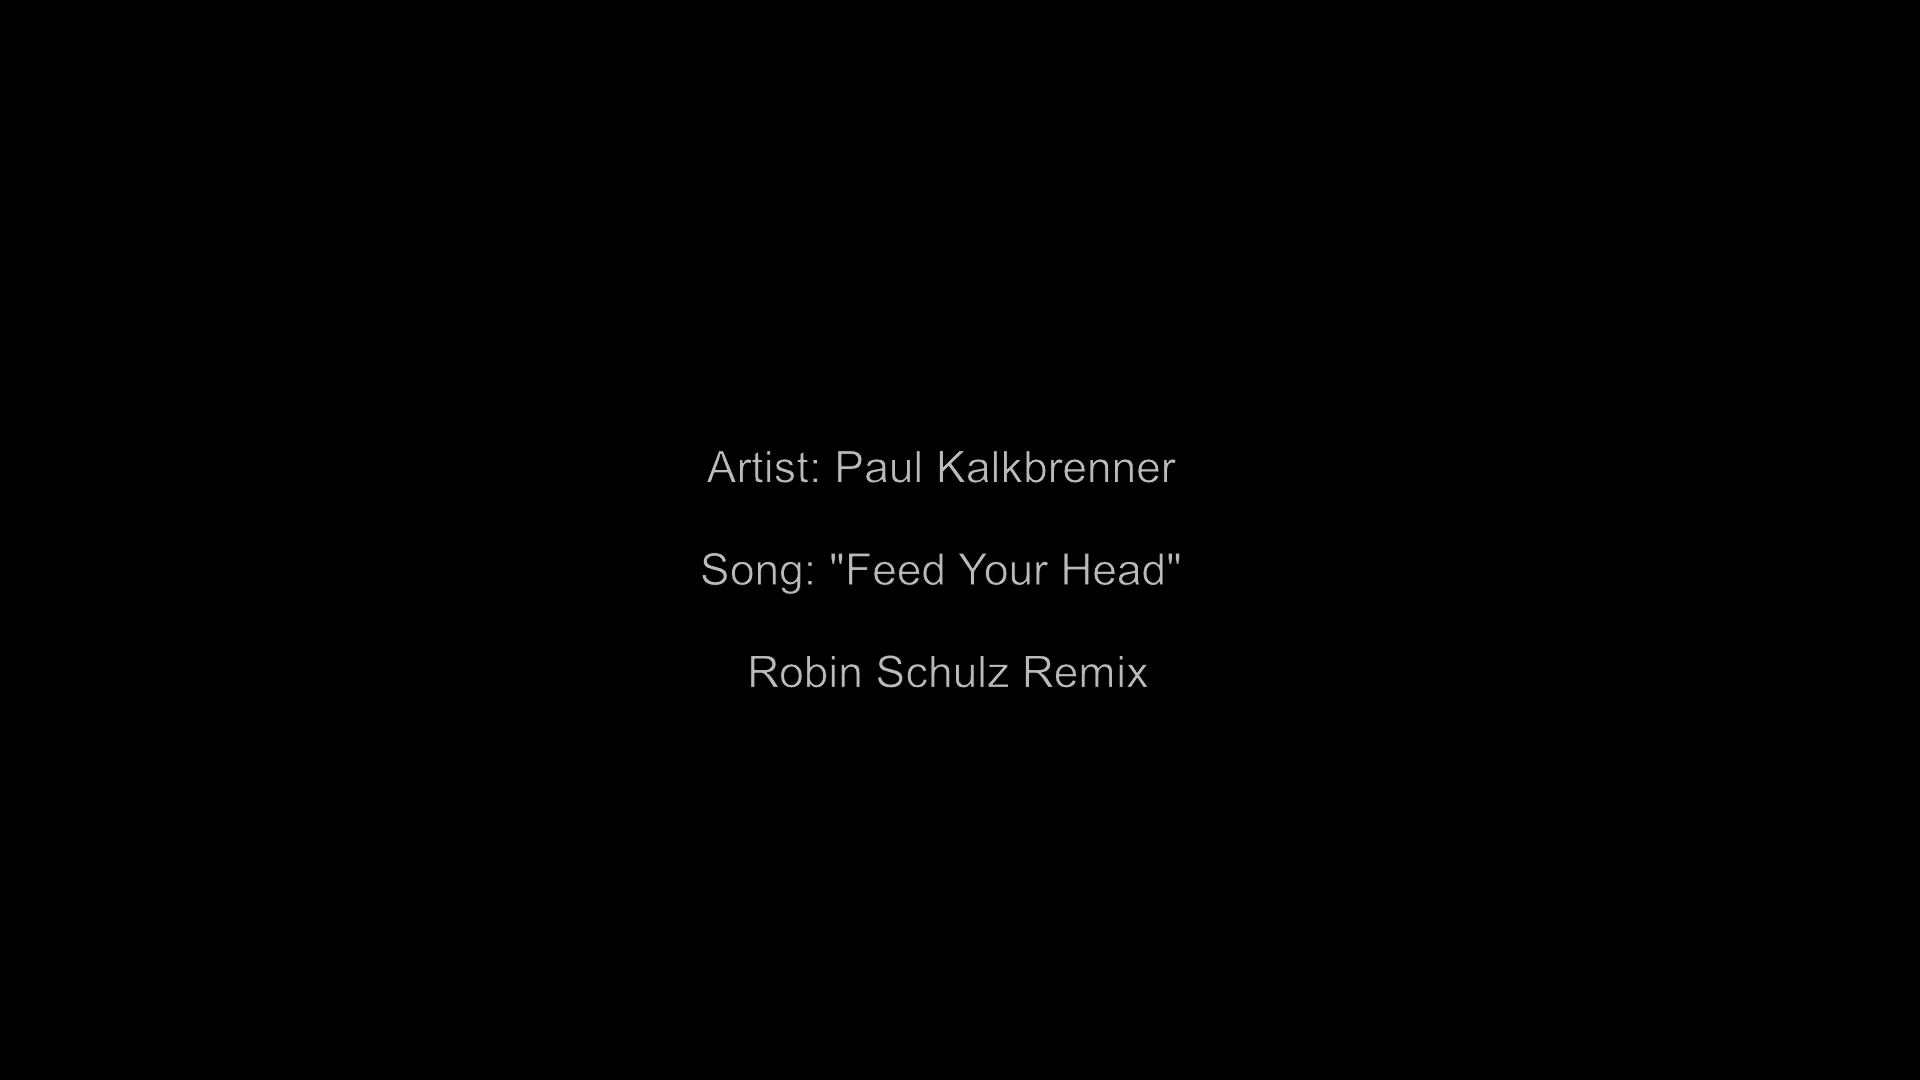 Artist: Paul Kalkbrenner
Song: "Feed Your Head"
Robin Schulz Remix